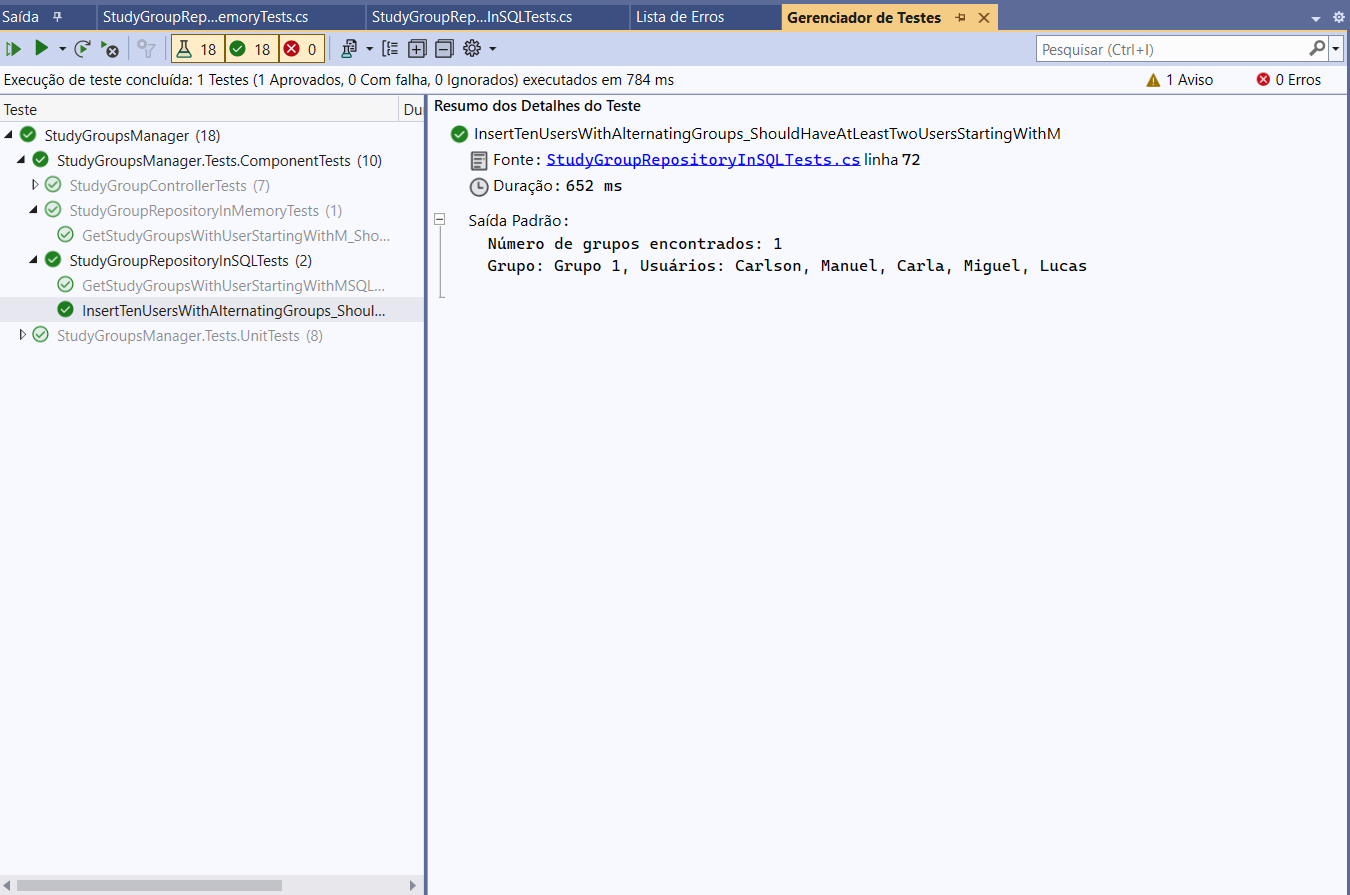 Saída
StudyGroupRep...emoryTests.cs
StudyGroupRep...InSQLTests.cs
Lista de Erros
Gerenciador de Testes
18
18
0
Pesquisar (Ctrl+I)
Execução de teste concluída: 1 Testes (1 Aprovados, 0 Com falha, 0 Ignorados) executados em 784 ms
1 Aviso
0 Erros
Teste
Du
StudyGroupsManager (18)
StudyGroupsManager.Tests.ComponentTests (10)
StudyGroupControllerTests (7)
StudyGroupRepositoryInMemoryTests (1)
GetStudyGroupsWithUserStartingWithM_Sho...
StudyGroupRepositoryInSQLTests (2)
GetStudyGroupsWithUserStartingWithMSQL...
InsertTenUsersWithAlternatingGroups_Shoul...
StudyGroupsManager.Tests.UnitTests (8)
Resumo dos Detalhes do Teste
InsertTenUsersWithAlternatingGroups_ShouldHaveAtLeastTwoUsersStartingWithM
Fonte: StudyGroupRepositoryInSQLTests.cs linha 72
Duração: 652 ms
Saída Padrão:
Número de grupos encontrados: 1
Grupo: Grupo 1, Usuários: Carlson, Manuel, Carla, Miguel, Lucas